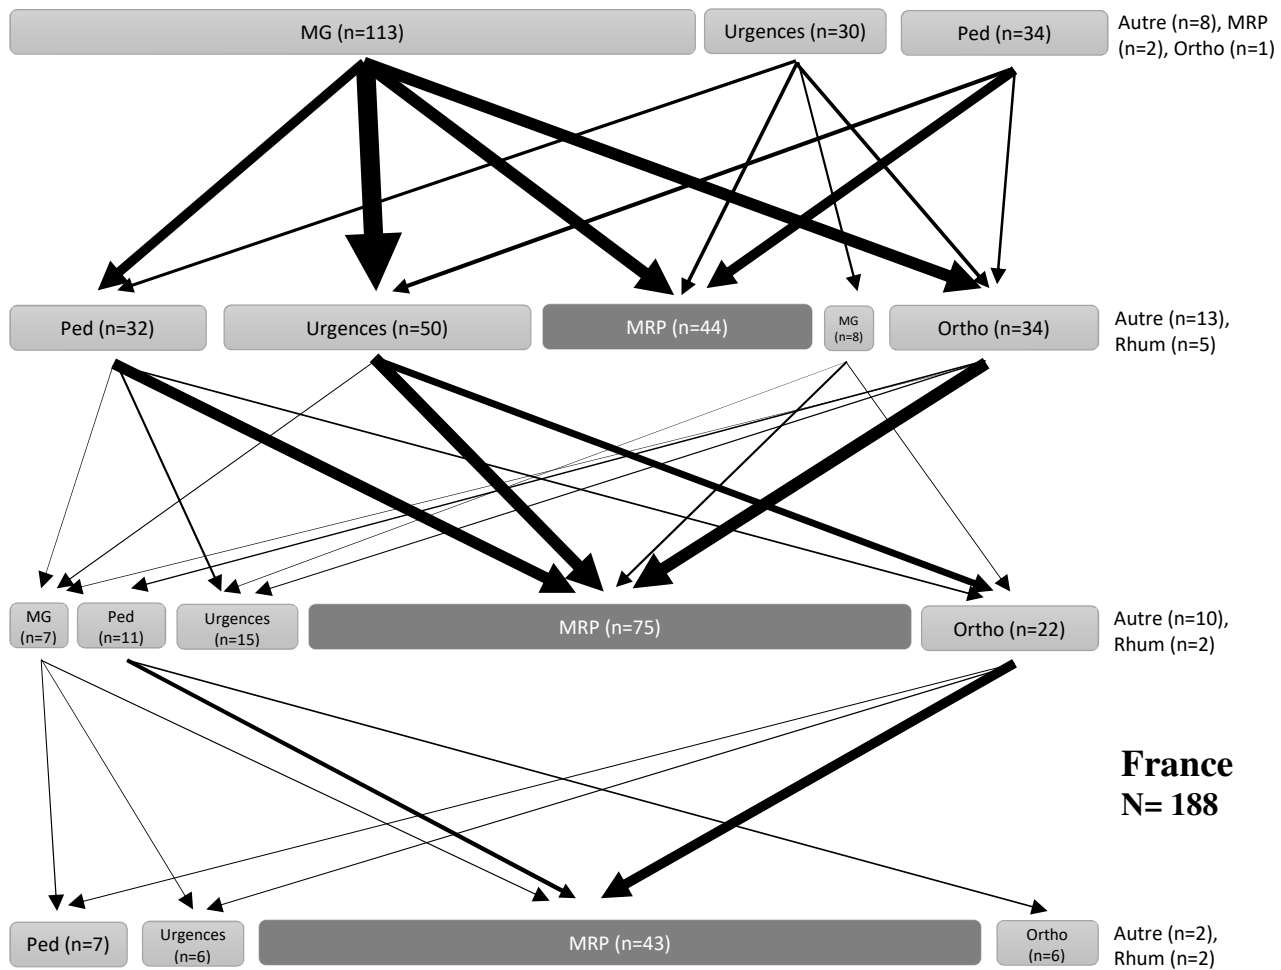 MG (n=113)
Urgences (n=30)
Ped (n=34)
Autre (n=8), MRP
(n=2), Ortho (n=1)
Ped (n=32)
Urgences (n=50)
MRP (n=44)
MG
(n=8)
Ortho (n=34)
Autre (n=13),
Rhum (n=5)
MG
(n=7)
Ped
(n=11)
Urgences
(n=15)
MRP (n=75)
Ortho (n=22)
Autre (n=10),
Rhum (n=2)
France
N= 188
Ped (n=7)
Urgences
(n=6)
MRP (n=43)
Ortho
(n=6)
Autre (n=2),
Rhum (n=2)